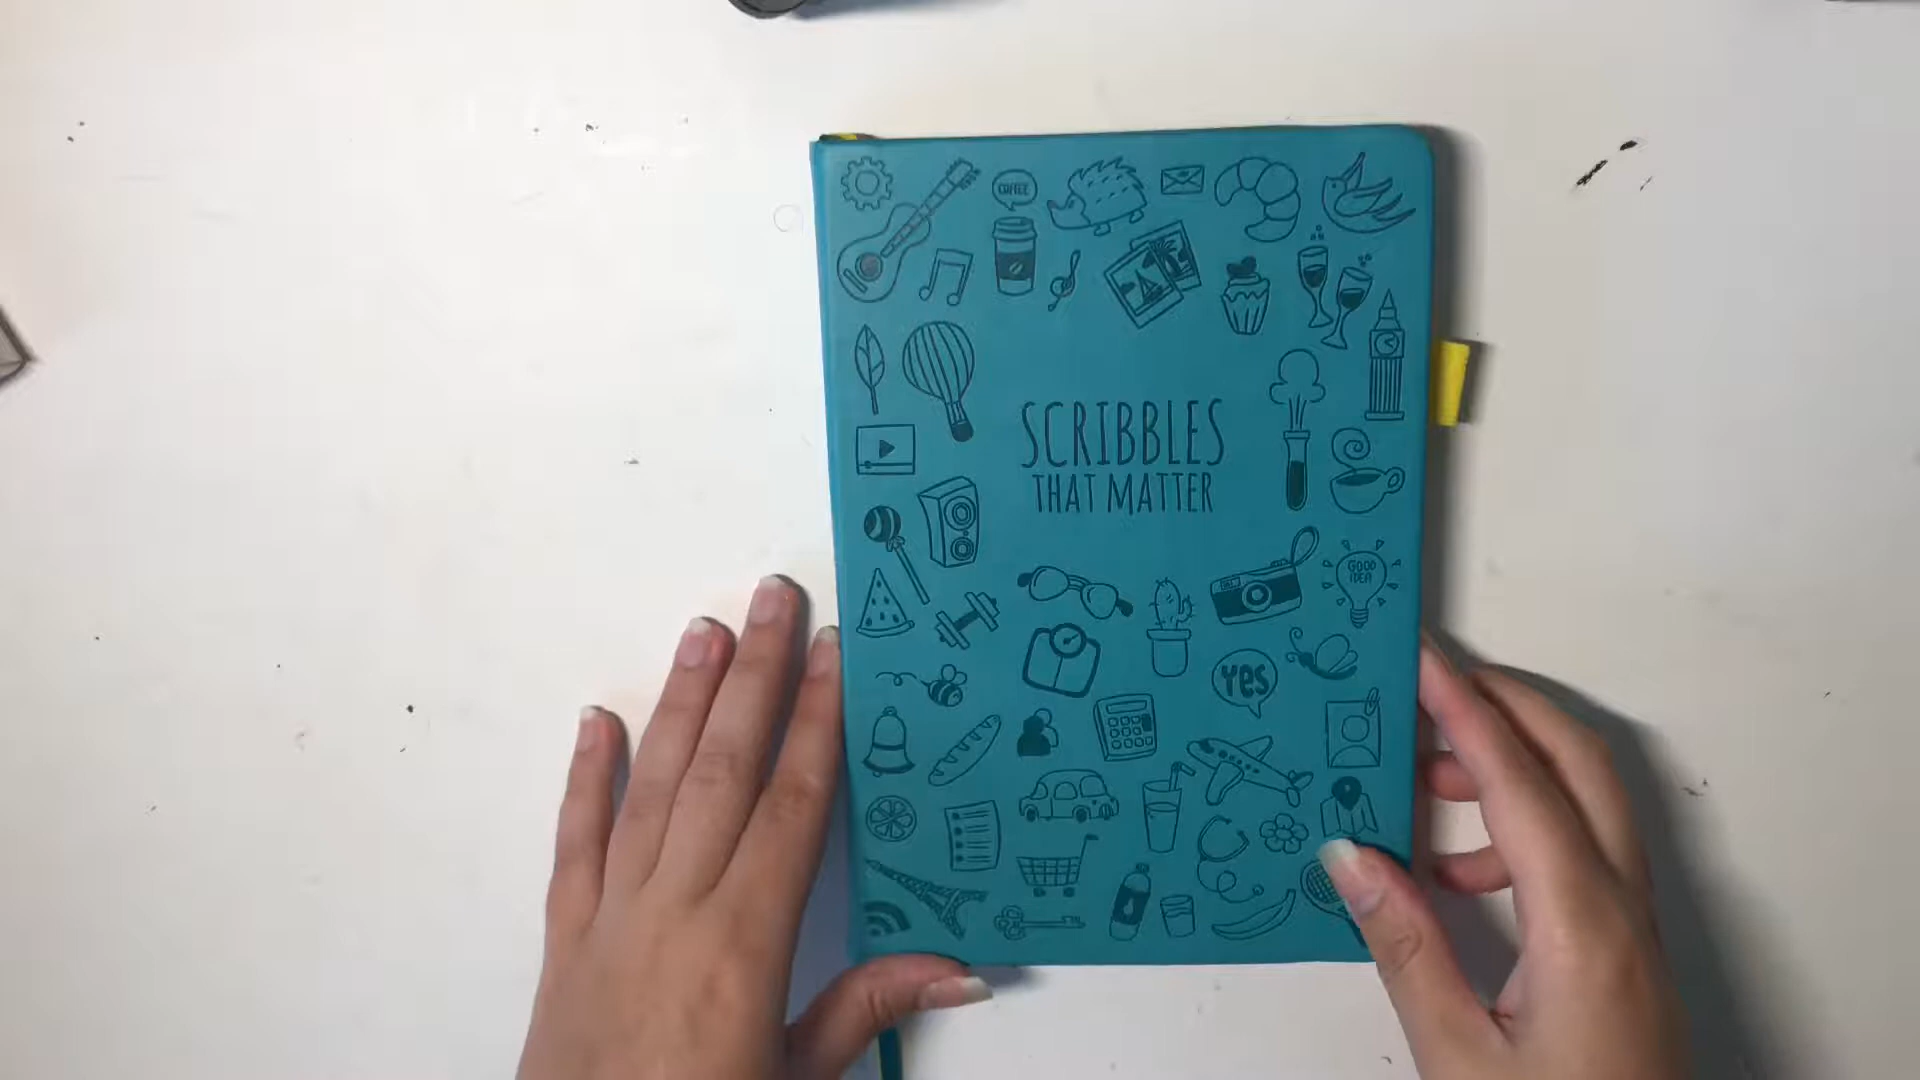 COFFEE
SCRIBBLES
THAT MATTER
GOOD
IDEA
YES